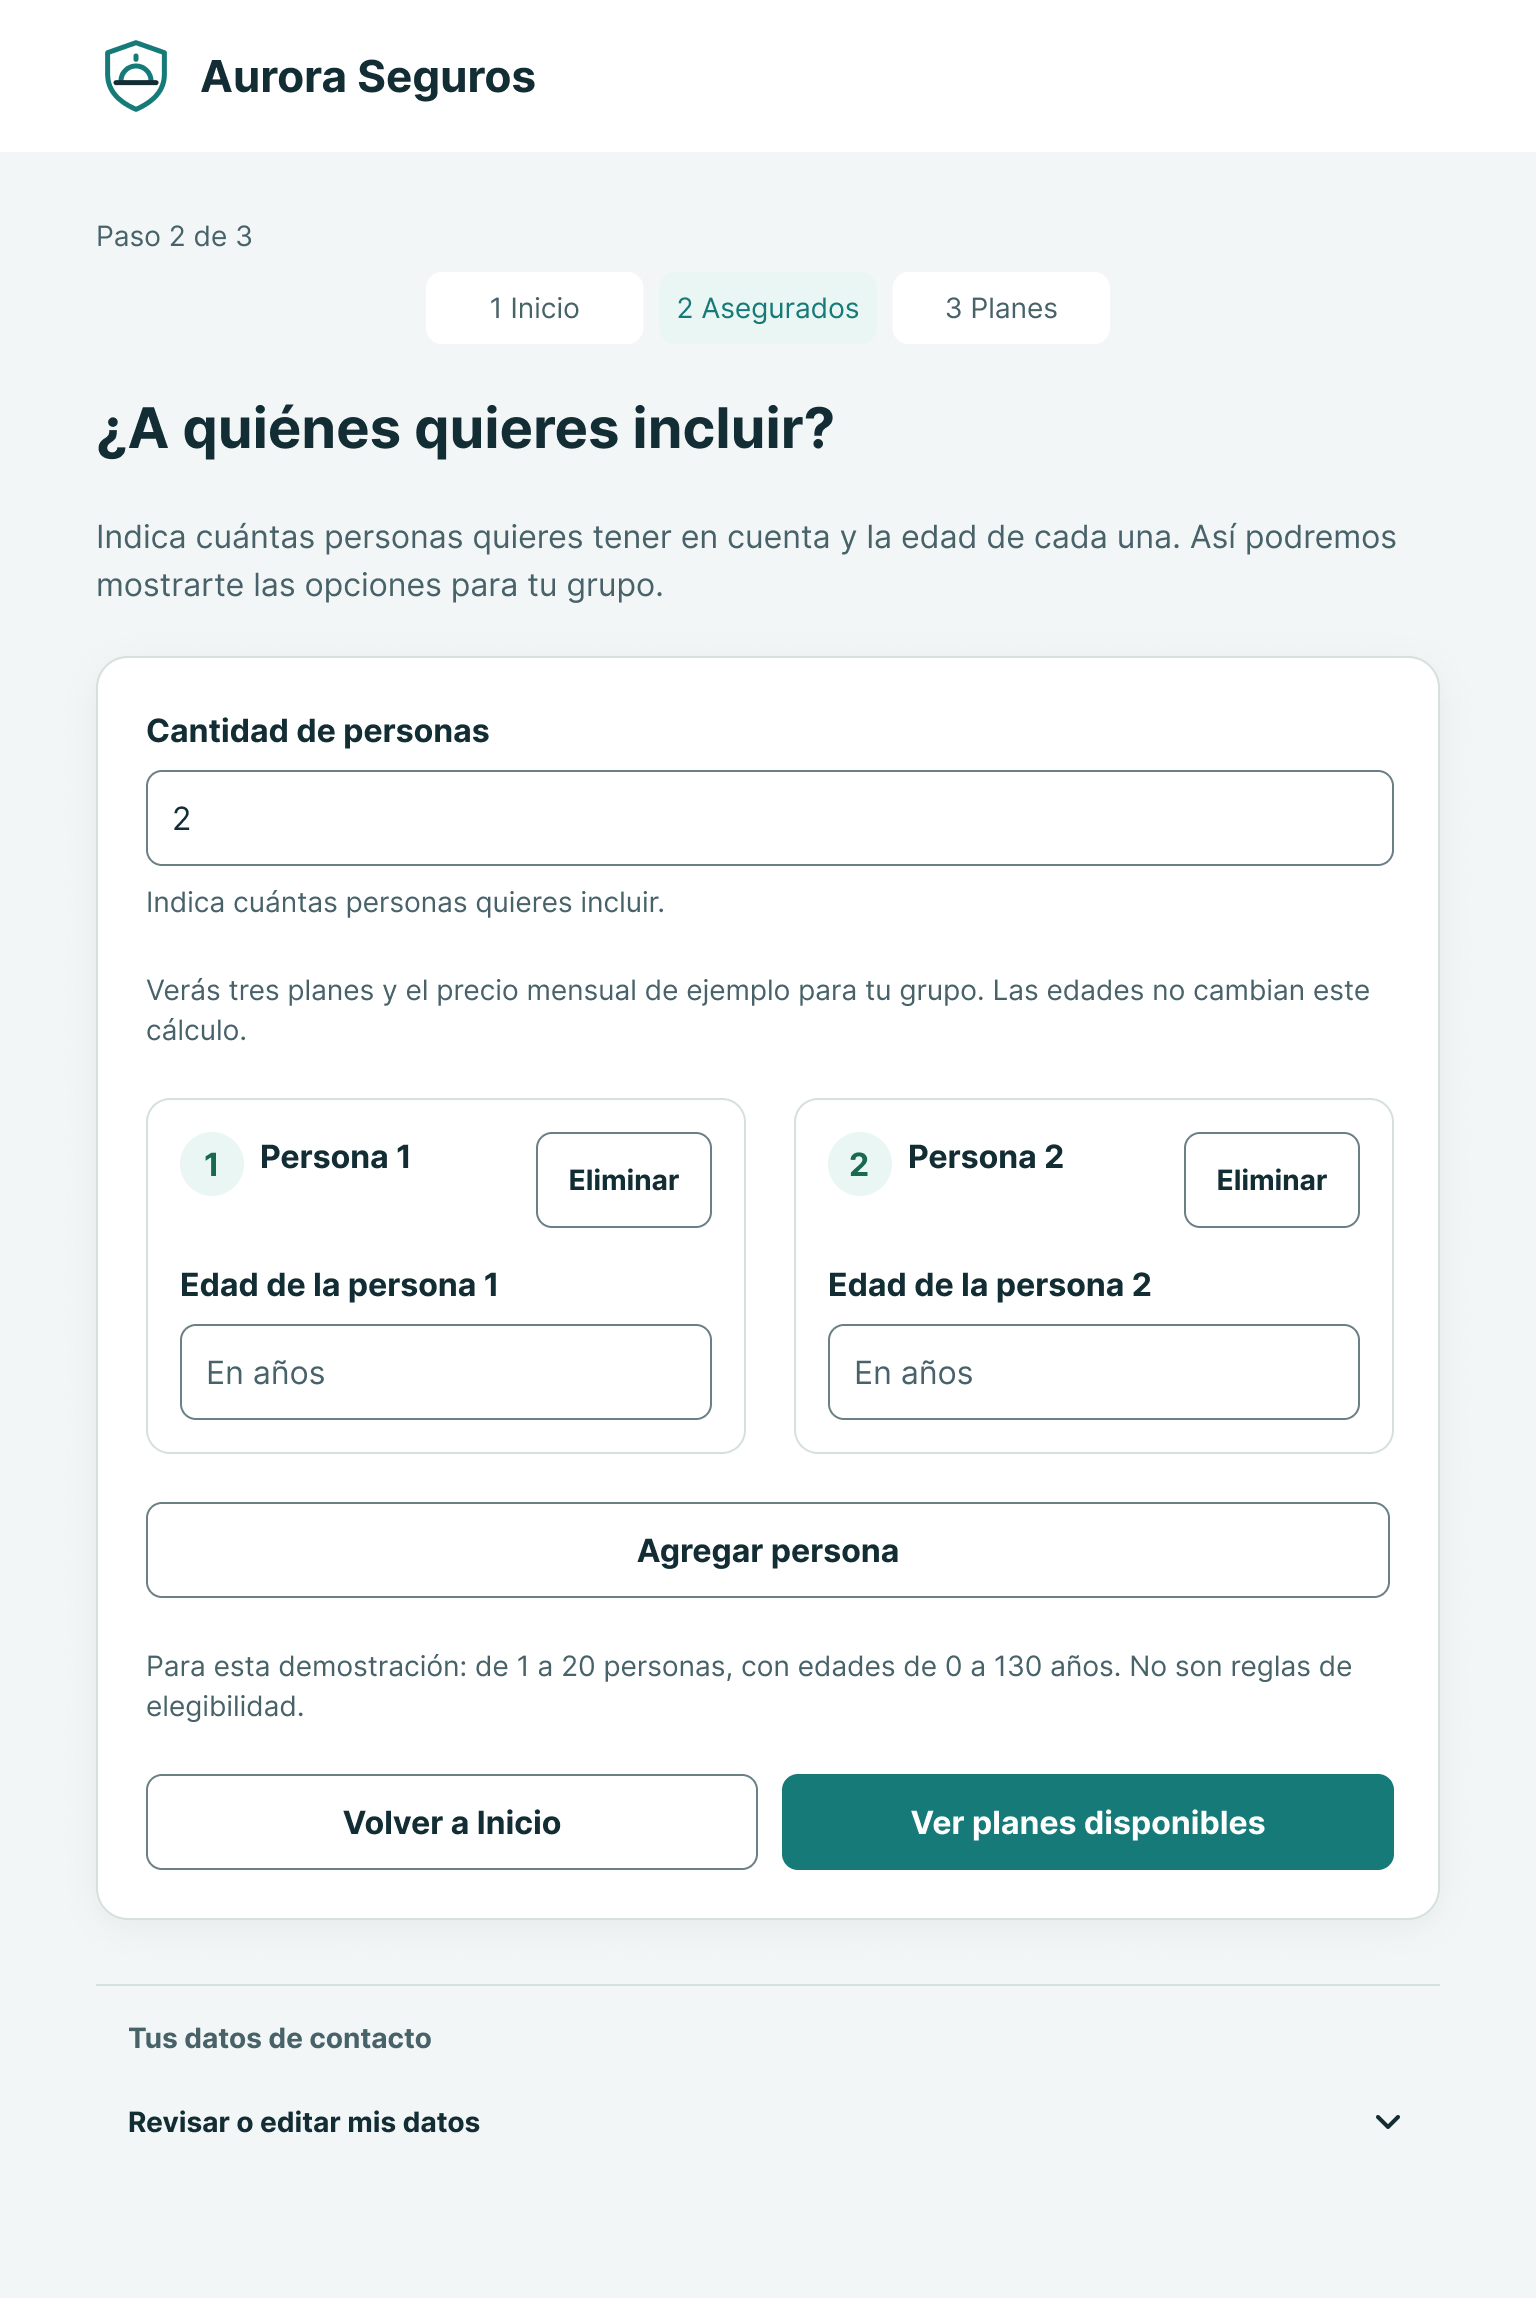 Aurora Seguros
Paso 2 de 3
1 Inicio
2 Asegurados
3 Planes
¿A quiénes quieres incluir?
Indica cuántas personas quieres tener en cuenta y la edad de cada una. Así podremos
mostrarte las opciones para tu grupo.
Cantidad de personas
2
Indica cuántas personas quieres incluir.
Verás tres planes y el precio mensual de ejemplo para tu grupo. Las edades no cambian este
cálculo.
1 Persona 1
Eliminar
Edad de la persona 1
En años
2 Persona 2
Eliminar
Edad de la persona 2
En años
Agregar persona
Para esta demostración: de 1 a 20 personas, con edades de 0 a 130 años. No son reglas de
elegibilidad.
Volver a Inicio
Ver planes disponibles
Tus datos de contacto
Revisar o editar mis datos